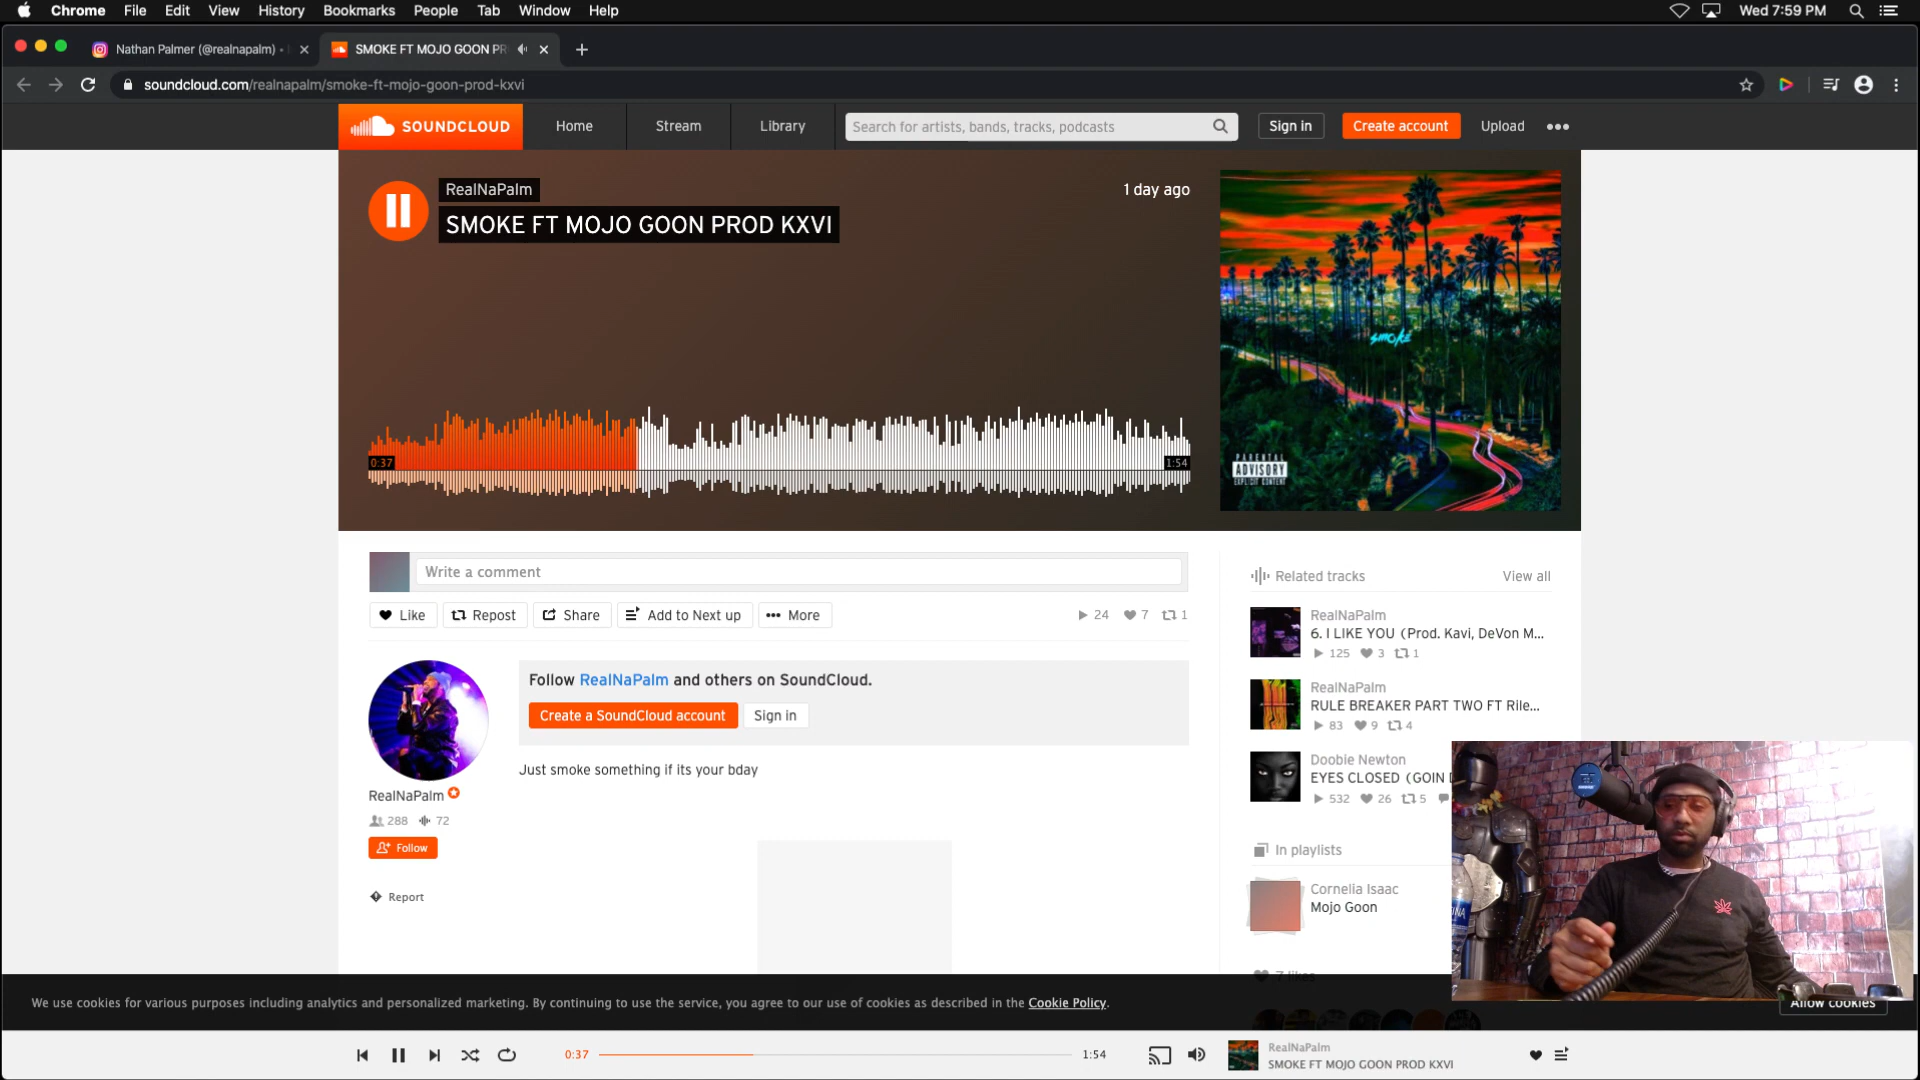 Chrome File Edit View History Bookmarks People Tab Window Help
Wed 7:59 PM
Nathan Palmer (@realnapalm) •
SMOKE FT MOJO GOON PR
soundcloud.com/realnapalm/smoke-ft-mojo-goon-prod-kxvi
SOUNDCLOUD
Home
Stream
Library
Search for artists, bands, tracks, podcasts
Sign in
Create account
Upload
RealNaPalm
1 day ago
SMOKE FT MOJO GOON PROD KXVI
smoke
0:37
1:54
PARENTAL
ADVISORY
EXPLICIT CONTENT
Write a comment
Like
Repost
Share
Add to Next up
More
24
7
1
Follow RealNaPalm and others on SoundCloud.
Create a SoundCloud account
Sign in
Just smoke something if its your bday
RealNaPalm
288 72
Follow
Report
Related tracks
View all
RealNaPalm
6. I LIKE YOU (Prod. Kavi, DeVon M...
125 3 1
RealNaPalm
RULE BREAKER PART TWO FT Rile...
83 9 4
Doobie Newton
EYES CLOSED (GOIN
532 26 5
In playlists
Cornelia Isaac
Mojo Goon
7 likes
We use cookies for various purposes including analytics and personalized marketing. By continuing to use the service, you agree to our use of cookies as described in the Cookie Policy.
Allow cookies
0:37
1:54
RealNaPalm
SMOKE FT MOJO GOON PROD KXVI